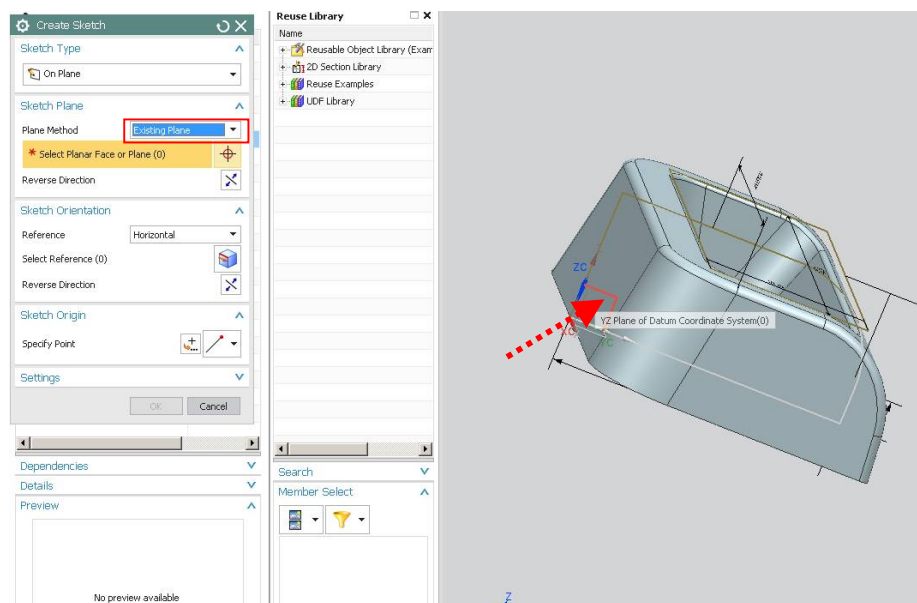 Create Sketch
Sketch Type
On Plane
Sketch Plane
Plane Method
Existing Plane
* Select Planar Face or Plane (0)
Reverse Direction
Sketch Orientation
Reference
Horizontal
Select Reference (0)
Reverse Direction
Sketch Origin
Specify Point
Settings
OK
Cancel
Dependencies
Details
Preview
No preview available
Reuse Library
Name
Reusable Object Library (Exam
2D Section Library
Reuse Examples
UDF Library
Search
Member Select
ZC
YZ Plane of Datum Coordinate System(0)
XC
YC
Z